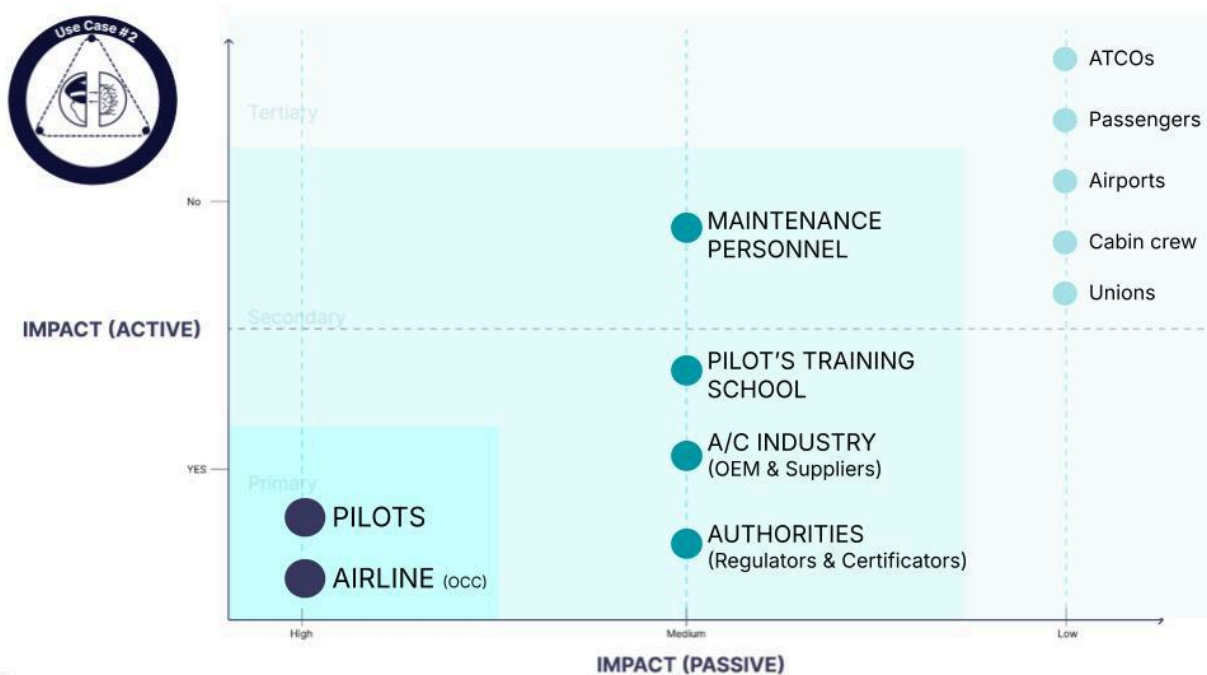 Use Case #2
Tertiary
No
IMPACT (ACTIVE)
Secondary
YES
Primary
ATCOs
Passengers
Airports
Cabin crew
Unions
MAINTENANCE
PERSONNEL
PILOT'S TRAINING
SCHOOL
A/C INDUSTRY
(OEM & Suppliers)
AUTHORITIES
(Regulators & Certificators)
PILOTS
AIRLINE (OCC)
High
Medium
Low
IMPACT (PASSIVE)